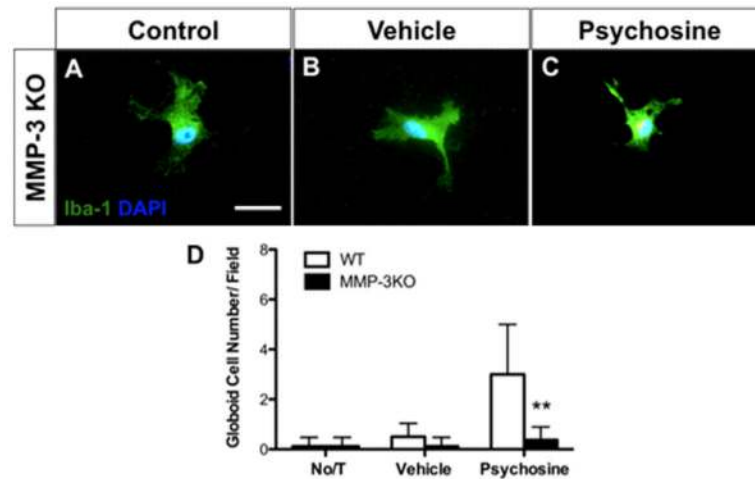 Control Vehicle Psychosine
MMP-3 KO
A B C
Iba-1 DAPI
D
8
6
4
2
0
Globoid Cell Number/ Field
WT
MMP-3KO
**
No/T Vehicle Psychosine